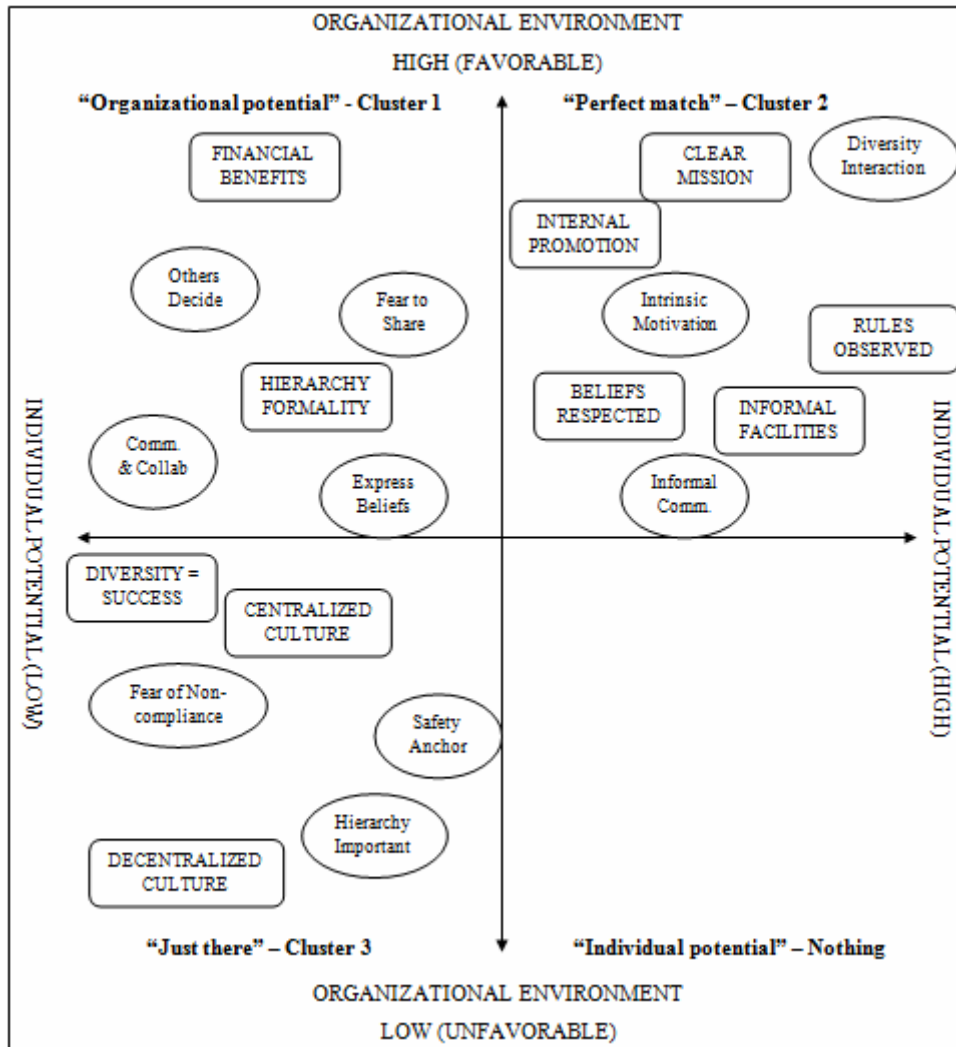 ORGANIZATIONAL ENVIRONMENT
HIGH (FAVORABLE)
“Organizational potential” - Cluster 1
“Perfect match” – Cluster 2
FINANCIAL
BENEFITS
CLEAR
MISSION
Diversity
Interaction
INTERNAL
PROMOTION
Others
Decide
Fear to
Share
Intrinsic
Motivation
RULES
OBSERVED
HIERARCHY
FORMALITY
BELIEFS
RESPECTED
INFORMAL
FACILITIES
Comm.
& Collab
Express
Beliefs
Informal
Comm.
INDIVIDUAL POTENTIAL (LOW)
INDIVIDUAL POTENTIAL (HIGH)
DIVERSITY =
SUCCESS
CENTRALIZED
CULTURE
Fear of Non-
compliance
Safety
Anchor
Hierarchy
Important
DECENTRALIZED
CULTURE
“Just there” – Cluster 3
“Individual potential” – Nothing
ORGANIZATIONAL ENVIRONMENT
LOW (UNFAVORABLE)